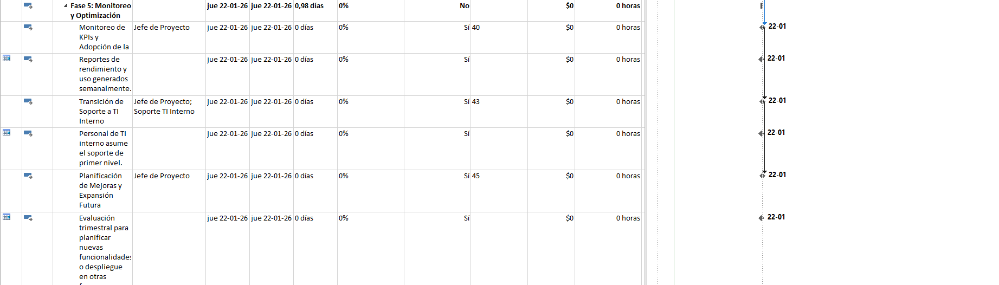 Fase 5: Monitoreo y Optimización jue 22-01-26 jue 22-01-26 0,98 días 0% No $0 0 horas
Monitoreo de KPIs y Adopción de la Jefe de Proyecto jue 22-01-26 jue 22-01-26 0 días 0% Sí 40 $0 0 horas 22-01
Reportes de rendimiento y uso generados semanalmente. jue 22-01-26 jue 22-01-26 0 días 0% Sí $0 0 horas 22-01
Transición de Soporte a TI Interno Jefe de Proyecto; Soporte TI Interno jue 22-01-26 jue 22-01-26 0 días 0% Sí 43 $0 0 horas 22-01
Personal de TI interno asume el soporte de primer nivel. jue 22-01-26 jue 22-01-26 0 días 0% Sí $0 0 horas 22-01
Planificación de Mejoras y Expansión Futura Jefe de Proyecto jue 22-01-26 jue 22-01-26 0 días 0% Sí 45 $0 0 horas 22-01
Evaluación trimestral para planificar nuevas funcionalidades o despliegue en otras jue 22-01-26 jue 22-01-26 0 días 0% Sí $0 0 horas 22-01